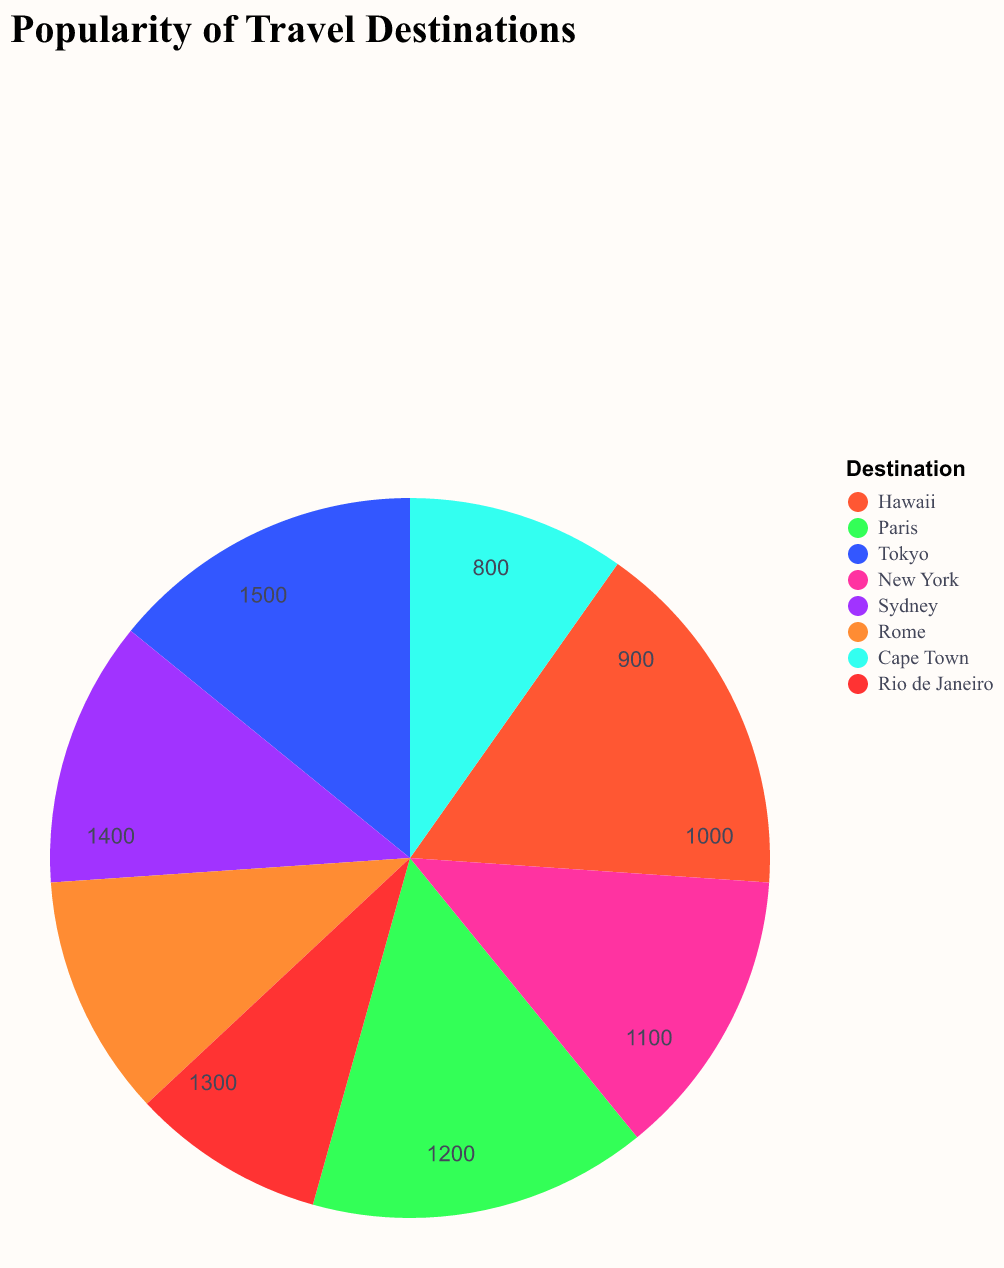 Popularity of Travel Destinations
Destination
Hawaii
Paris
Tokyo
New York
Sydney
Rome
Cape Town
Rio de Janeiro
800
1500
900
1400
1000
1100
1300
1200